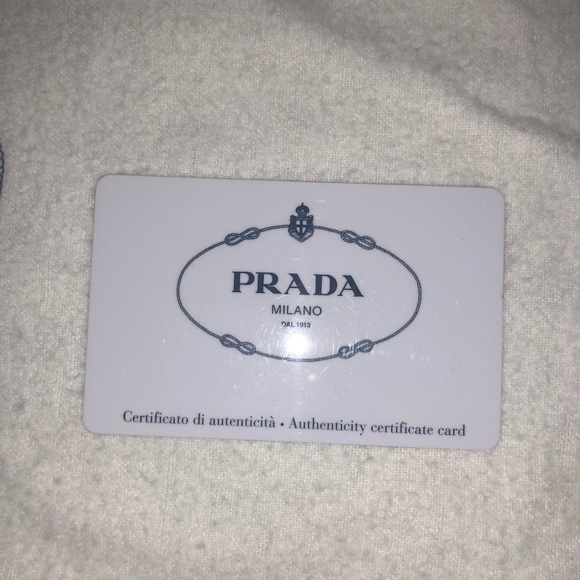 PRADA
MILANO
DAL 1913
Certificato di autenticità • Authenticity certificate card